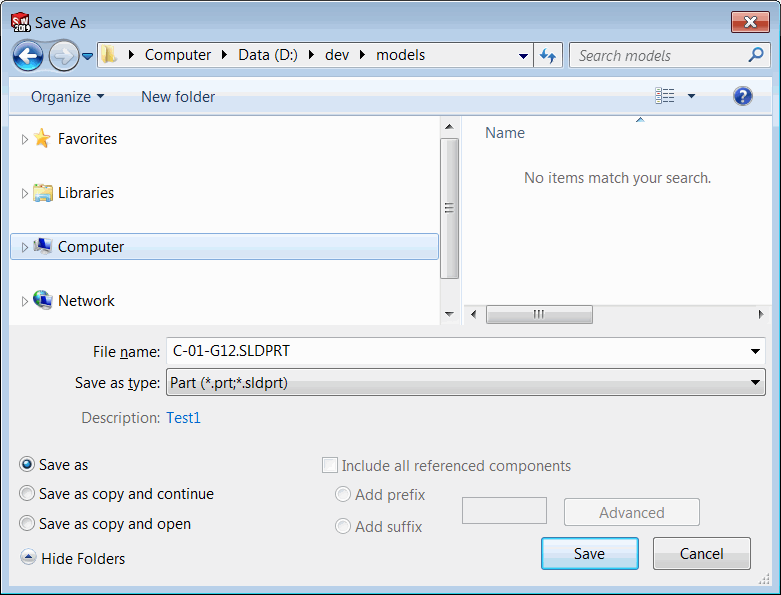 Save As
Computer Data (D:) dev models
Search models
Organize New folder
Favorites
Libraries
Computer
Network
Name
No items match your search.
File name: C-01-G12.SLDPRT
Save as type: Part (*.prt;*.sldprt)
Description: Test1
Save as
Save as copy and continue
Save as copy and open
Include all referenced components
Add prefix
Add suffix
Advanced
Hide Folders
Save Cancel